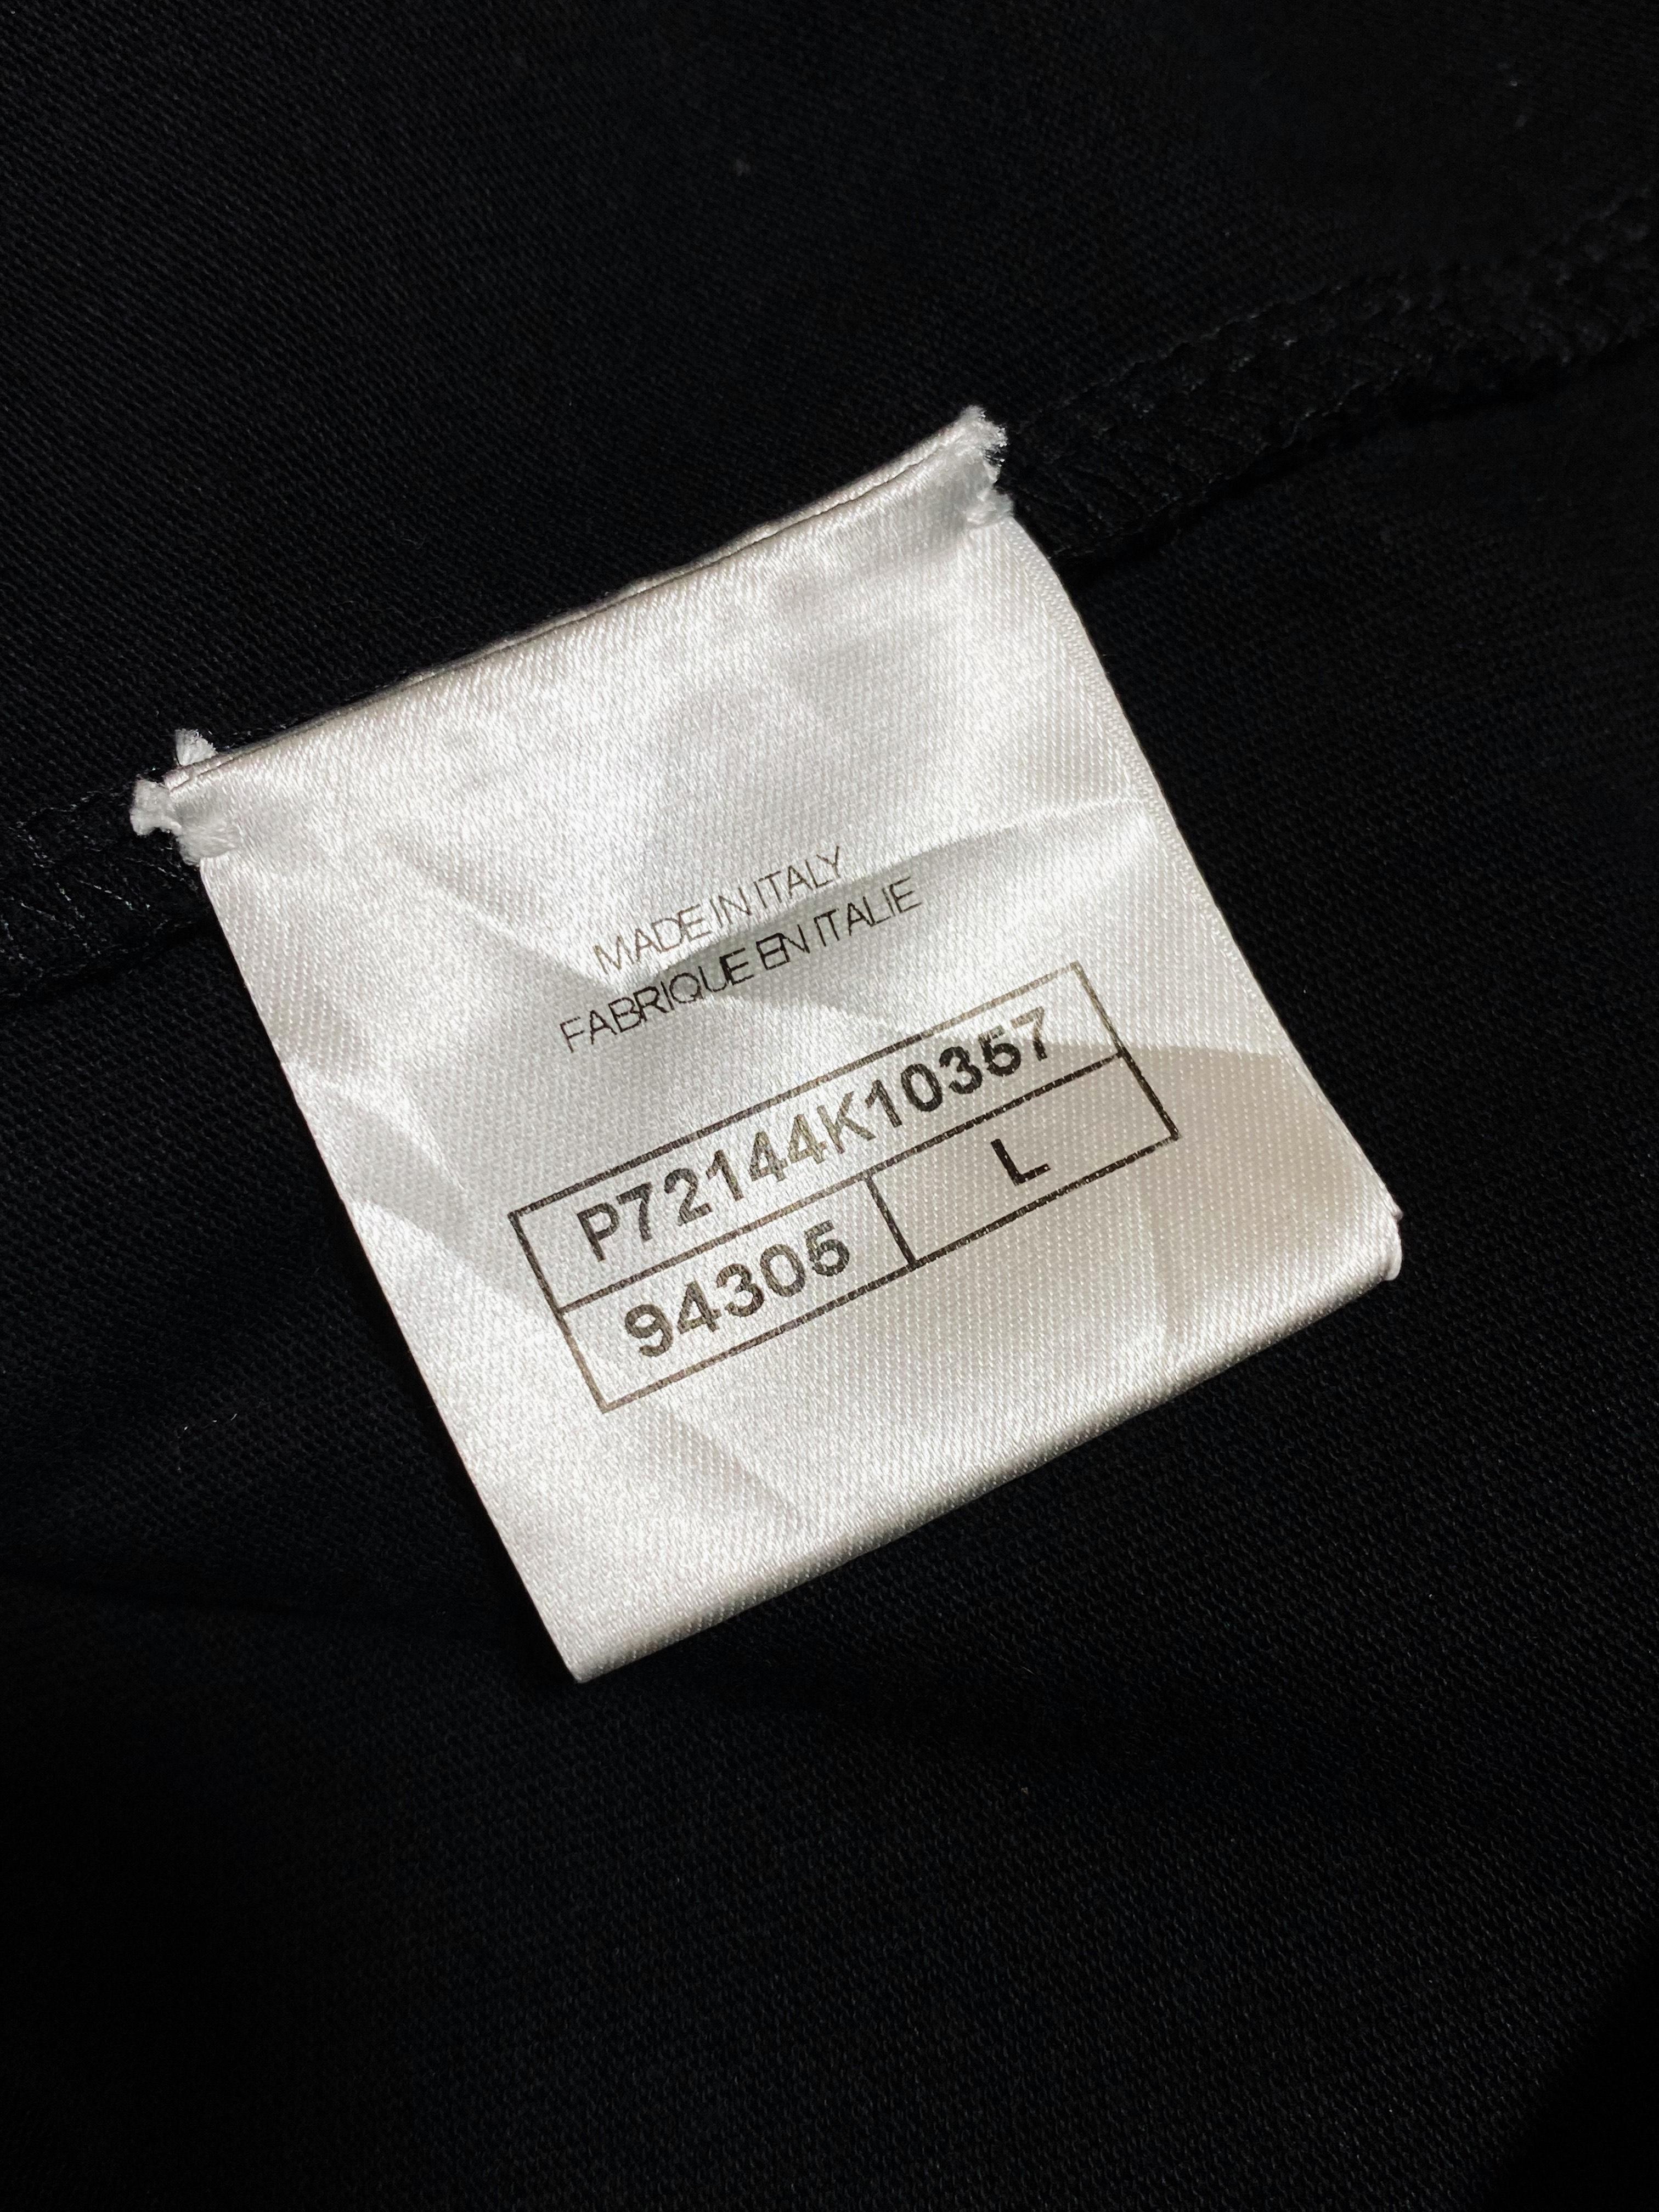 MADE IN ITALY
FABRIQUE EN ITALIE
P72144K10357
94305 L